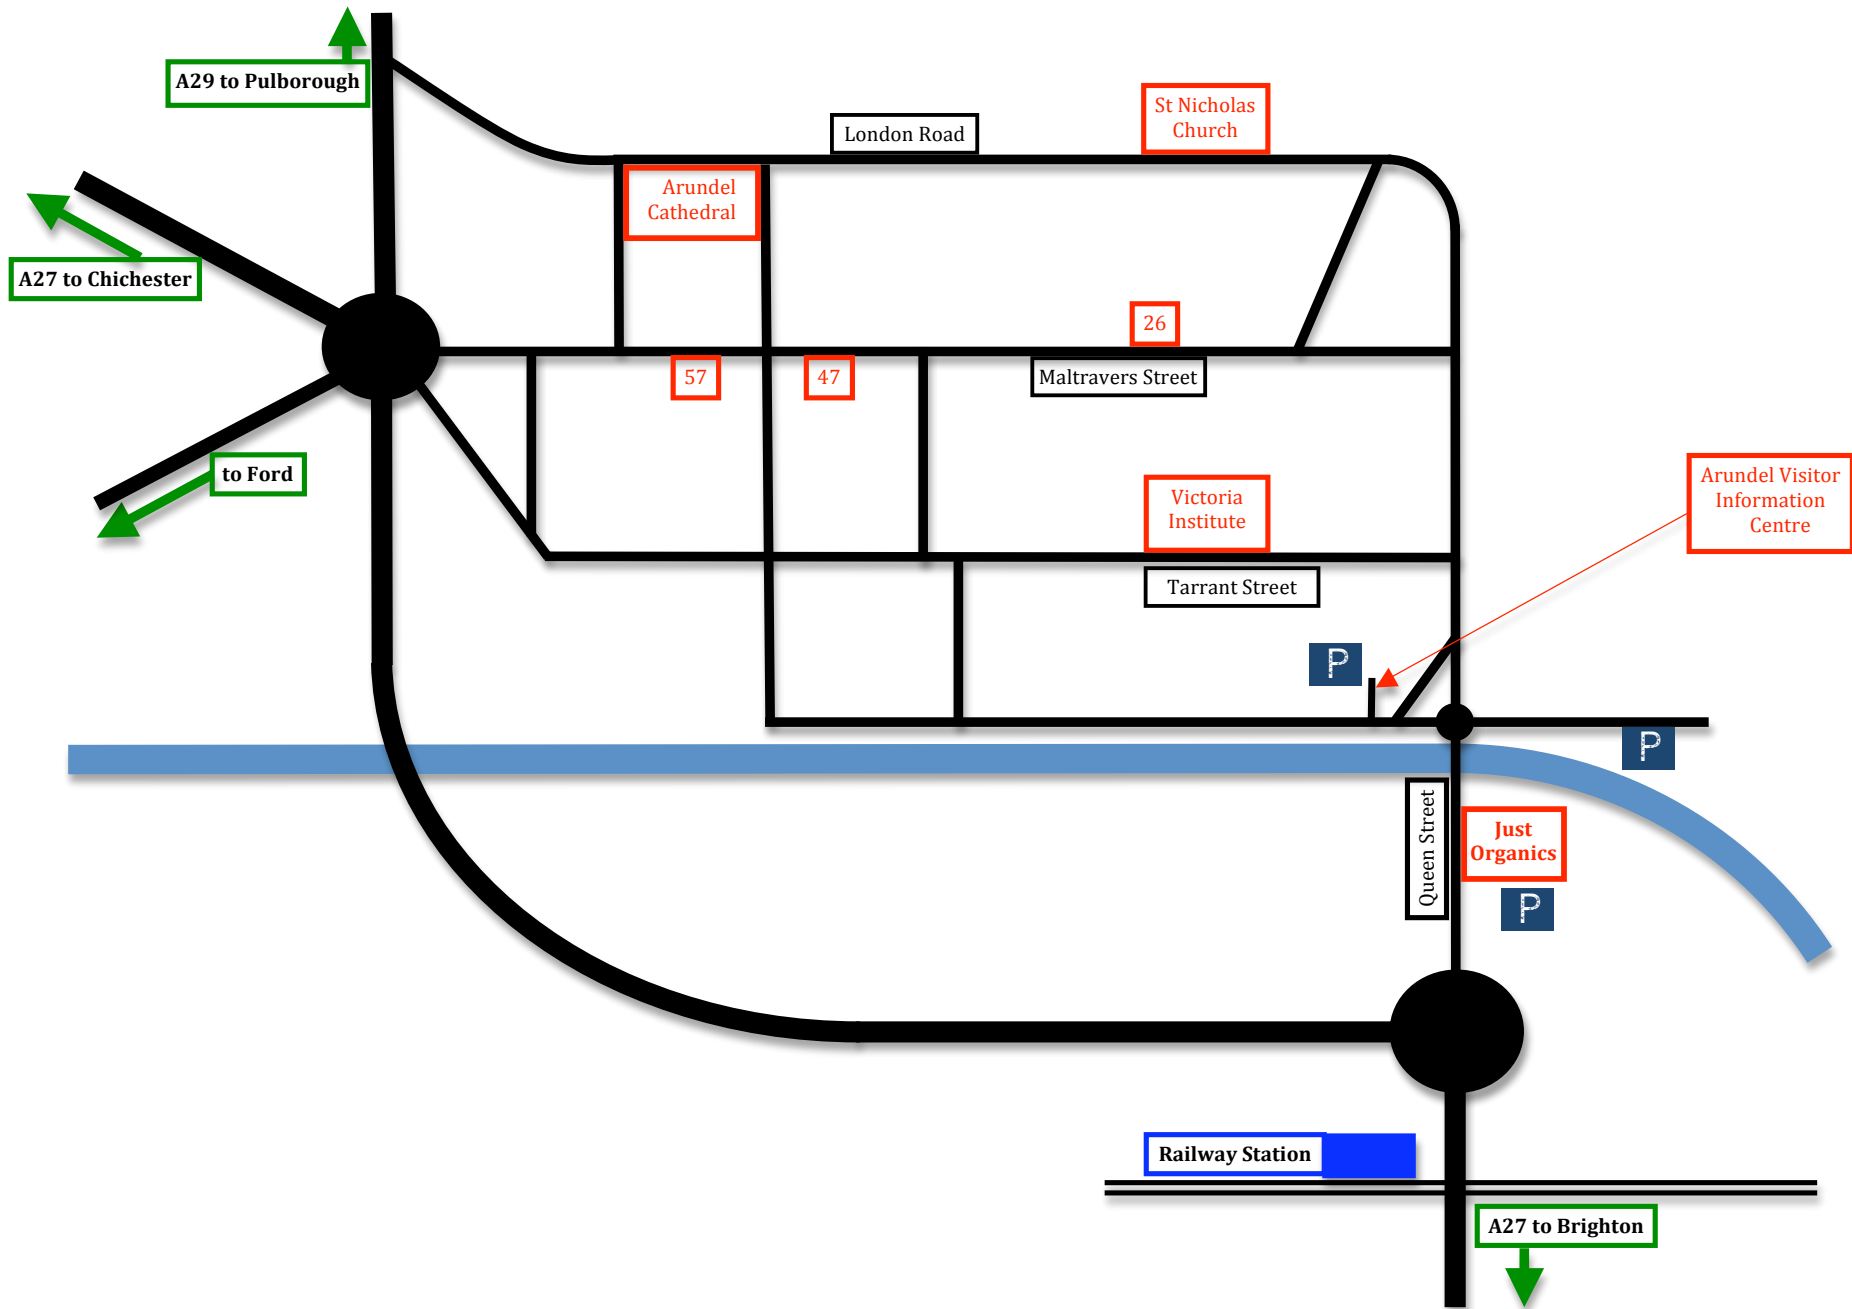 A29 to Pulborough
London Road
St Nicholas
Church
Arundel
Cathedral
A27 to Chichester
26
57
47
Maltravers Street
to Ford
Victoria
Institute
Arundel Visitor
Information
Centre
Tarrant Street
P
P
Queen Street
Just
Organics
P
Railway Station
A27 to Brighton